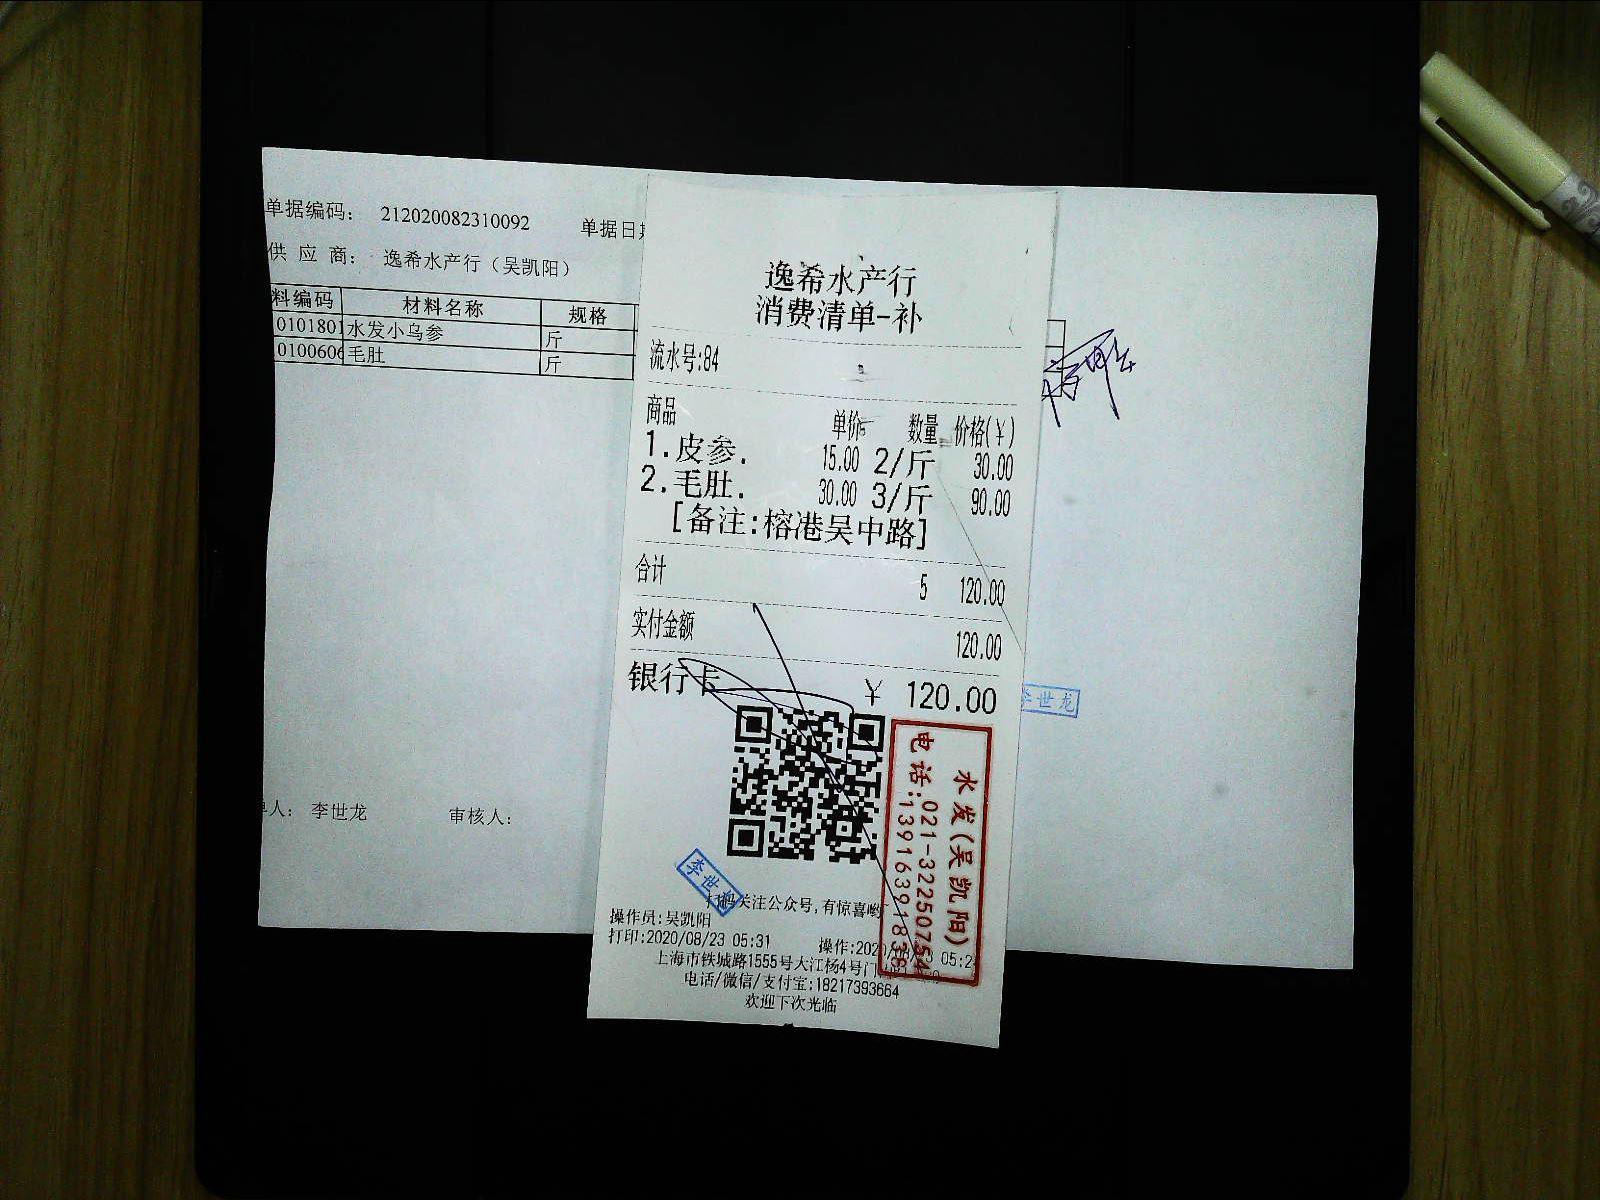 单据编码: 212020082310092 单据日
供 应 商: 逸希水产行（吴凯阳）
料编码 材料名称 规格
0101801 水发小乌参 斤
010060 毛肚 斤
逸希水产行
消费清单-补
流水号:84
商品 单价 数量 价格(￥)
1.皮参. 15.00 2/斤 30.00
2.毛肚. 30.00 3/斤 90.00
[备注:榕港吴中路]
合计 5 120.00
实付金额 120.00
银行卡 ￥ 120.00
李世龙
水发(吴凯阳)
电话:021-32250754
13916391836
单人: 李世龙 审核人:
李世龙
码关注公众号,有惊喜哟
操作员:吴凯阳
打印:2020/08/23 05:31 操作:202 05:2
上海市铁城路1555号大江杨4号门
电话/微信/支付宝:18217393664
欢迎下次光临